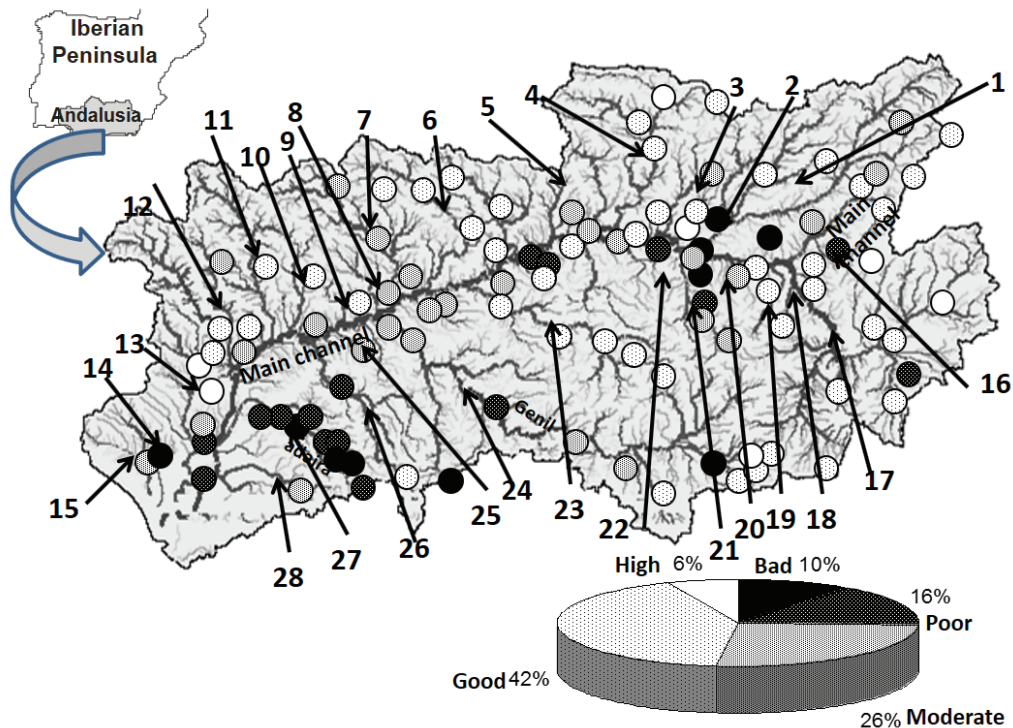 Iberian
Peninsula
Andalusia
1
2
3
4
5
6
7
8
9
10
11
12
13
14
15
16
17
18
19
20
21
22
23
24
25
26
27
28
Main
channel
Main channel
Genil
adaira
High 6%
Bad 10%
16%
Poor
Good 42%
26% Moderate